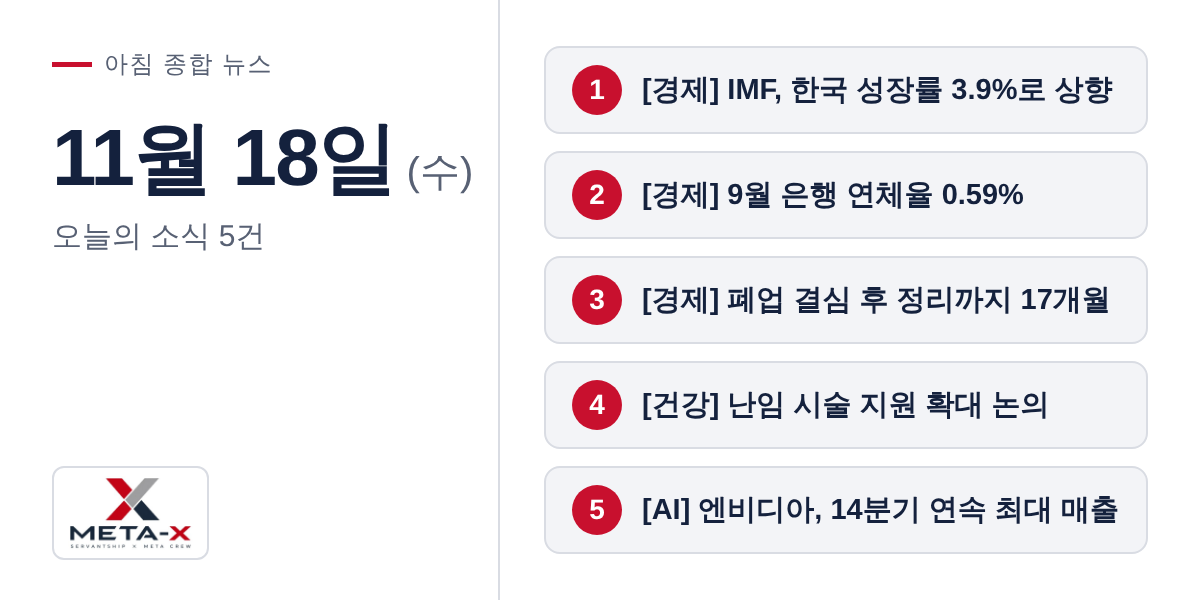 아침 종합 뉴스
11월 18일 (수)
오늘의 소식 5건
META-X
SERVANTSHIP × META CREW
1 [경제] IMF, 한국 성장률 3.9%로 상향
2 [경제] 9월 은행 연체율 0.59%
3 [경제] 폐업 결심 후 정리까지 17개월
4 [건강] 난임 시술 지원 확대 논의
5 [AI] 엔비디아, 14분기 연속 최대 매출